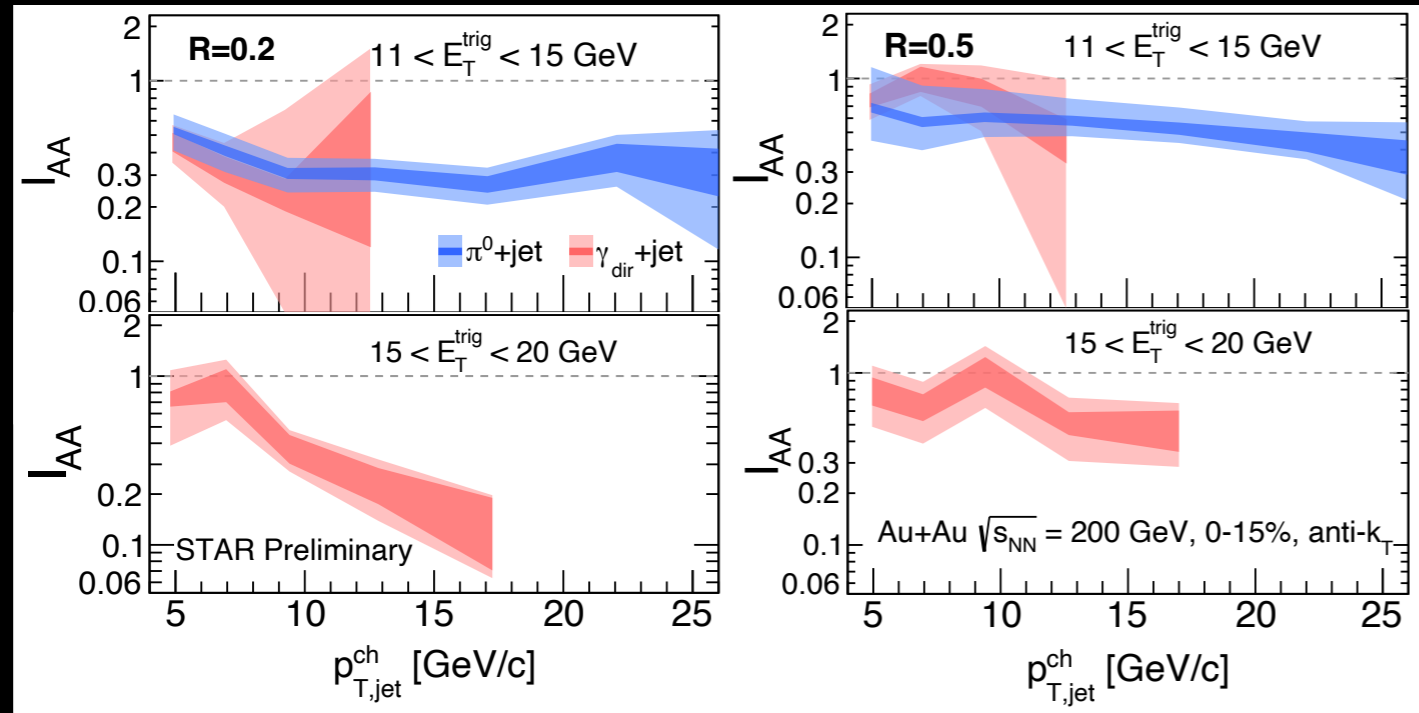 R=0.2
11 < E_T^trig < 15 GeV
2
1
0.3
0.2
0.1
0.06
I_AA
π⁰+jet
γ_dir+jet
15 < E_T^trig < 20 GeV
2
1
0.2
0.1
0.06
I_AA
STAR Preliminary
5 10 15 20 25
p_T,jet^ch [GeV/c]
R=0.5
11 < E_T^trig < 15 GeV
2
1
0.3
0.2
0.1
0.06
I_AA
15 < E_T^trig < 20 GeV
2
1
0.3
0.2
0.1
0.06
I_AA
Au+Au √s_NN = 200 GeV, 0-15%, anti-k_T
5 10 15 20 25
p_T,jet^ch [GeV/c]